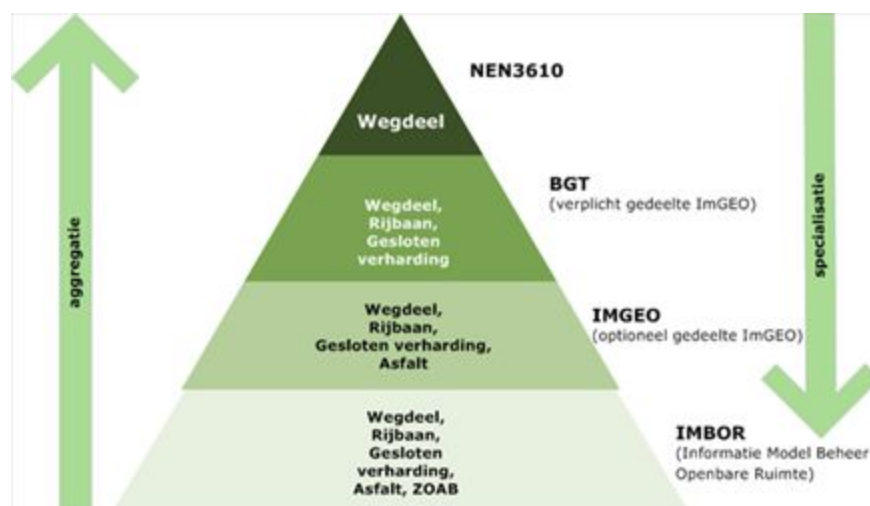 NEN3610
Wegdeel
BGT
(verplicht gedeelte ImGEO)
Wegdeel,
Rijbaan,
Gesloten
verharding
aggregatie
specialisatie
IMGEO
(optioneel gedeelte ImGEO)
Wegdeel,
Rijbaan,
Gesloten verharding,
Asfalt
IMBOR
(Informatie Model Beheer
Openbare Ruimte)
Wegdeel,
Rijbaan,
Gesloten
verharding,
Asfalt, ZOAB